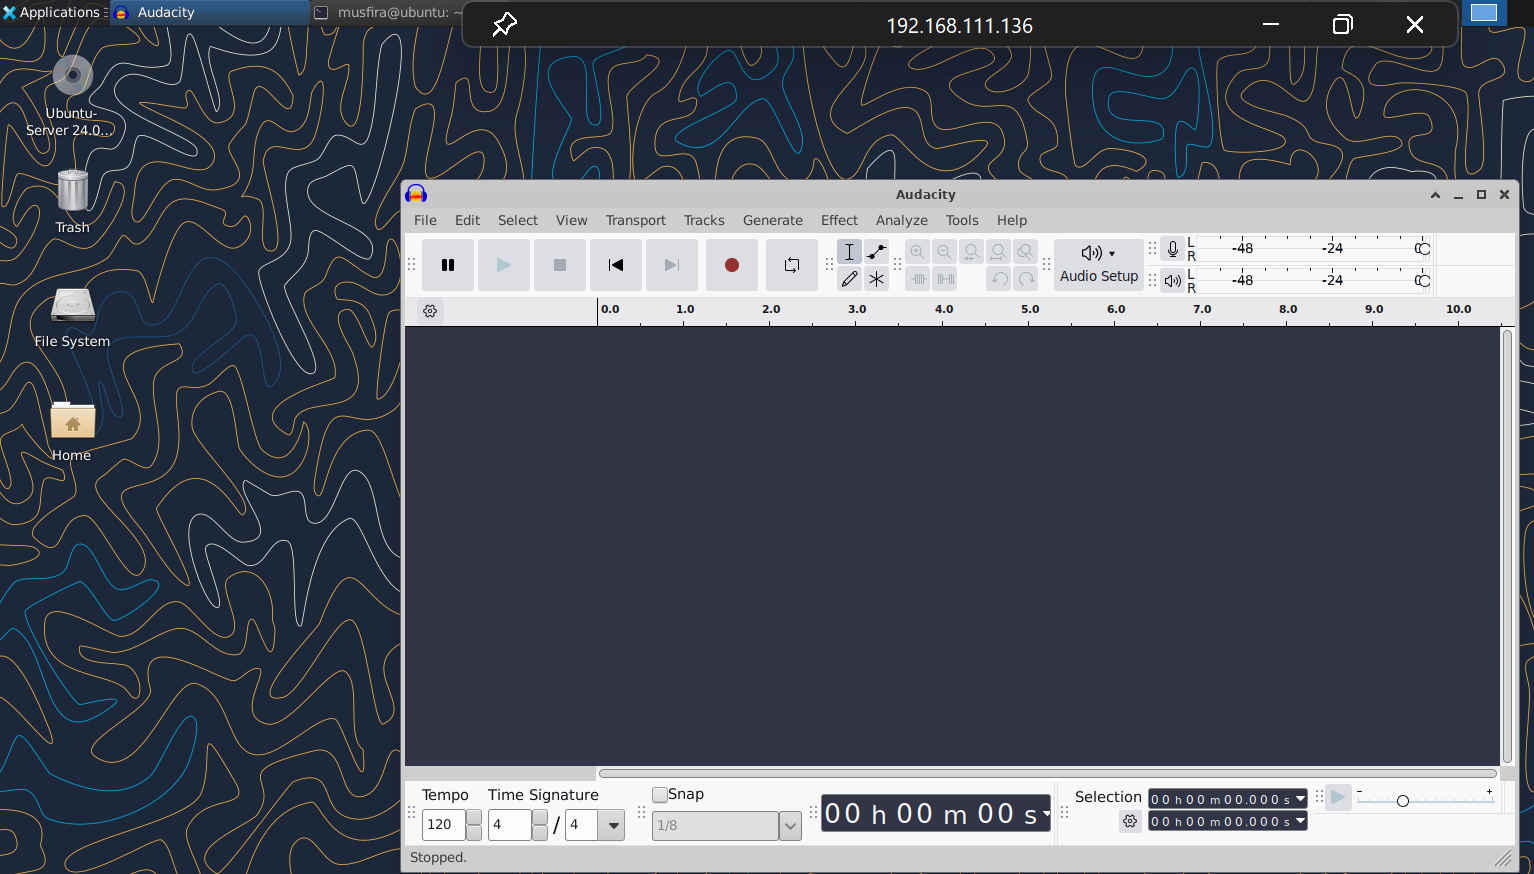 Applications
Audacity
musfira@ubuntu: ~
192.168.111.136
Ubuntu-
Server 24.0...
Trash
File System
Home
Audacity
File Edit Select View Transport Tracks Generate Effect Analyze Tools Help
Audio Setup
L
R
-48 -24 0
L
R
-48 -24 0
0.0 1.0 2.0 3.0 4.0 5.0 6.0 7.0 8.0 9.0 10.0
Tempo
120
Time Signature
4 / 4
Snap
1/8
00 h 00 m 00 s
Selection
00 h 00 m 00.000 s
00 h 00 m 00.000 s
- +
Stopped.